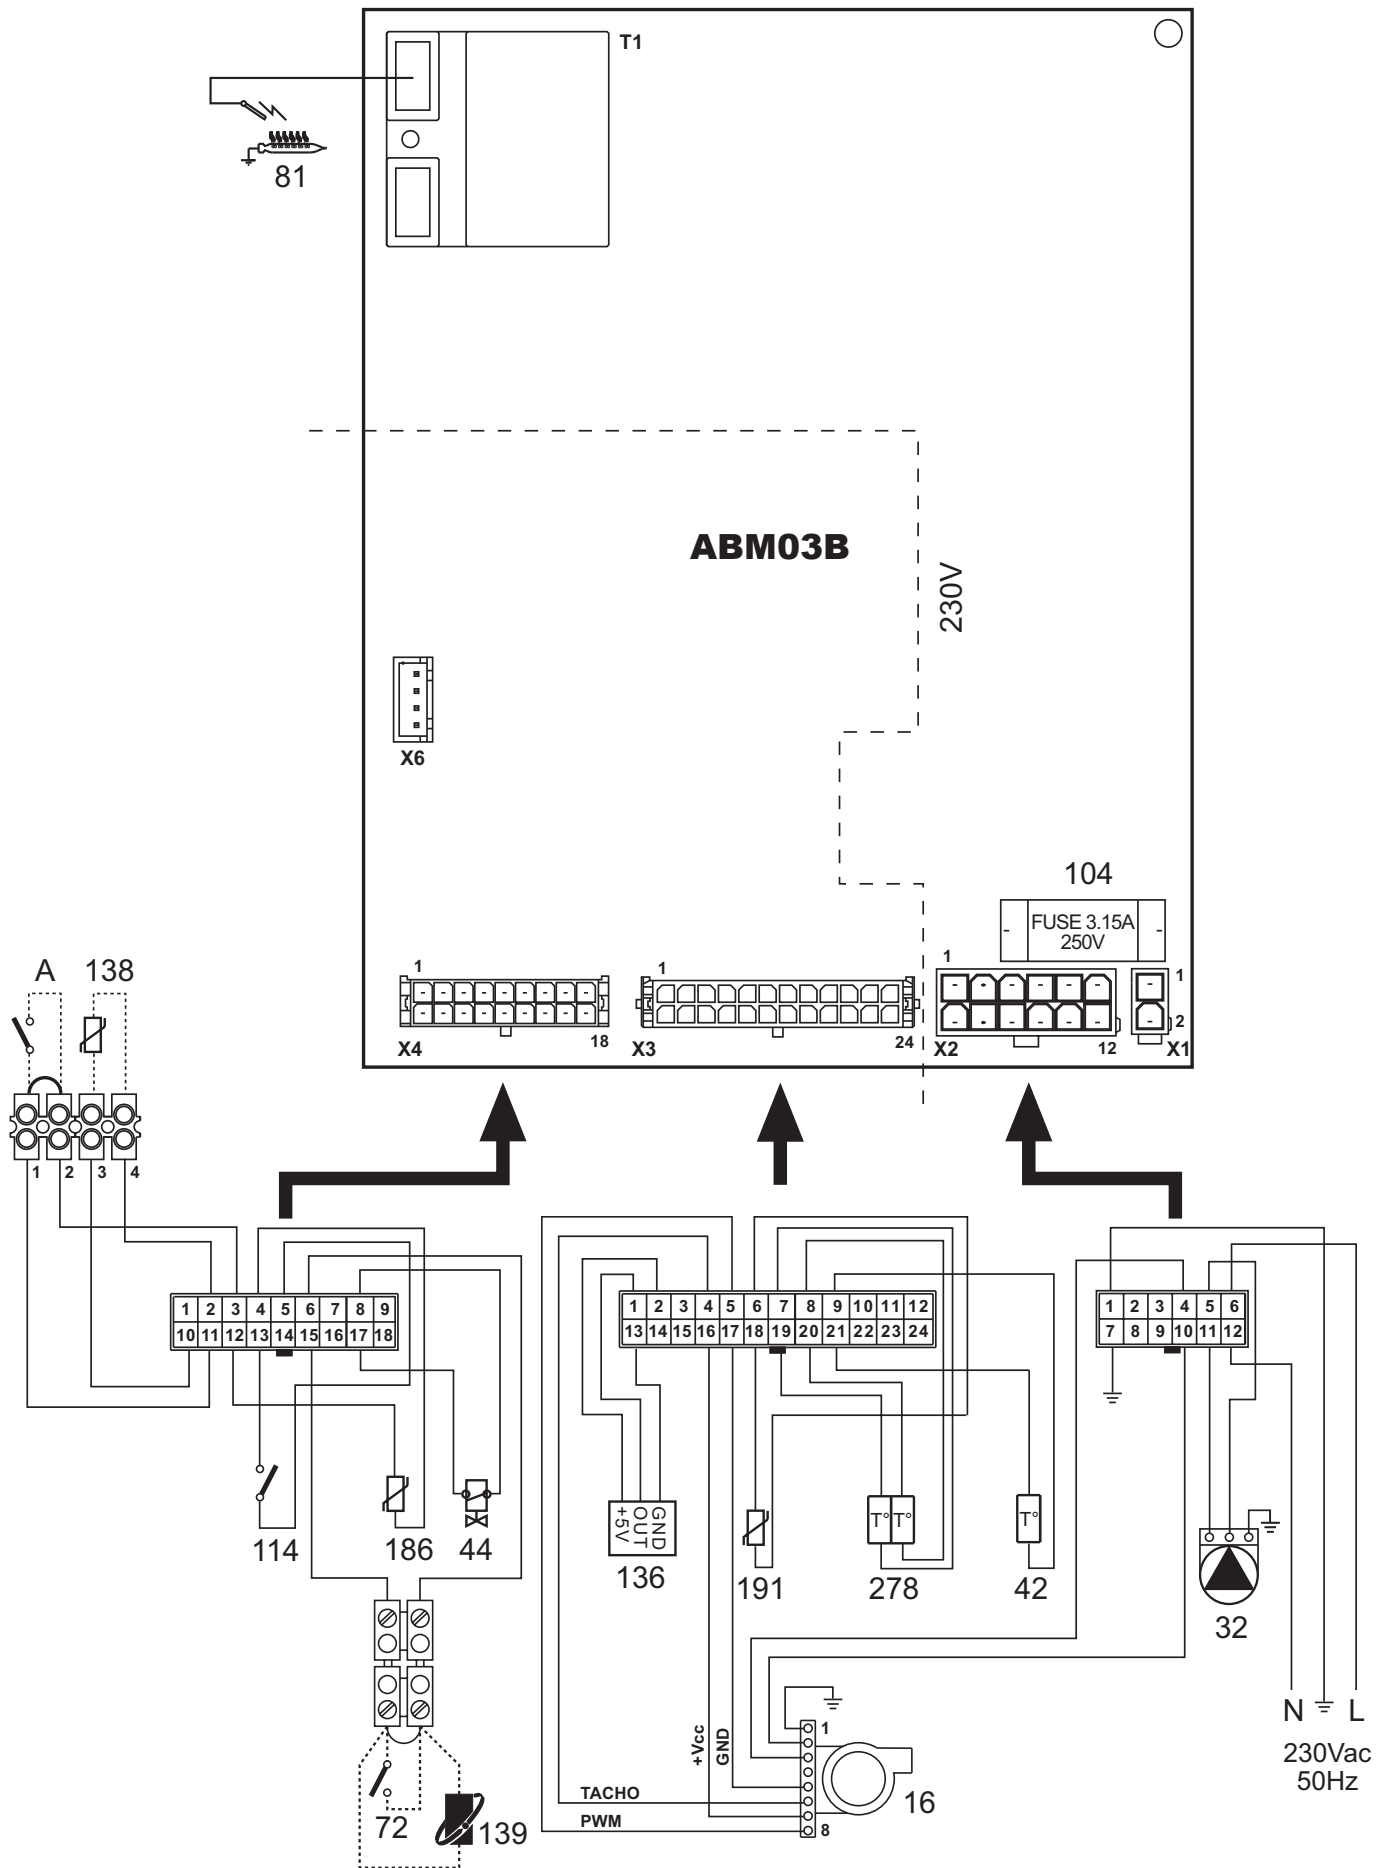 T1
81
ABM03B
230V
X6
104
FUSE 3.15A
250V
A 138
1 1 1 1
2
X4 18 X3 24 X2 12 X1
1 2 3 4
1 2 3 4 5 6 7 8 9
10 11 12 13 14 15 16 17 18
1 2 3 4 5 6 7 8 9 10 11 12
13 14 15 16 17 18 19 20 21 22 23 24
1 2 3 4 5 6
7 8 9 10 11 12
+5V
OUT
GND
T° T° T°
114 186 44 136 191 278 42
32
N L
230Vac
50Hz
+Vcc
GND
1
TACHO
PWM
8
16
72 139